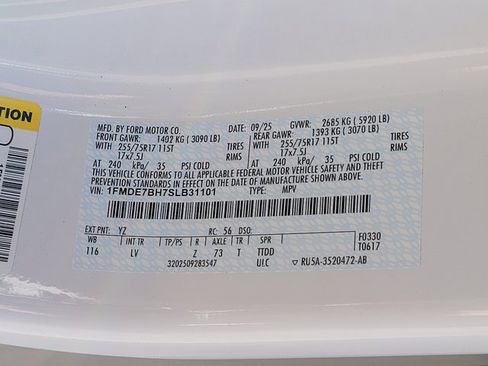 TION
MFD. BY FORD MOTOR CO. 09/25 GVWR: 2685 KG ( 5920 LB)
FRONT GAWR: 1402 KG ( 3090 LB) REAR GAWR: 1393 KG ( 3070 LB)
WITH 255/75R17 115T TIRES WITH 255/75R17 115T TIRES
17x7.5J RIMS 17x7.5J RIMS
AT 240 kPa/ 35 PSI COLD AT 240 kPa/ 35 PSI COLD
THIS VEHICLE CONFORMS TO ALL APPLICABLE FEDERAL MOTOR VEHICLE SAFETY AND THEFT
PREVENTION STANDARDS IN EFFECT ON THE DATE OF MANUFACTURE SHOWN ABOVE.
VIN: 1FMDE7BH7SLB31101 TYPE: MPV
EXT PNT: YZ RC: 56 DSO: F0330
WB INT TR TP/PS R AXLE TR SPR T0617
116 LV Z 73 T TTDD
3202509283547 ULC ▽ RU5A-3520472-AB